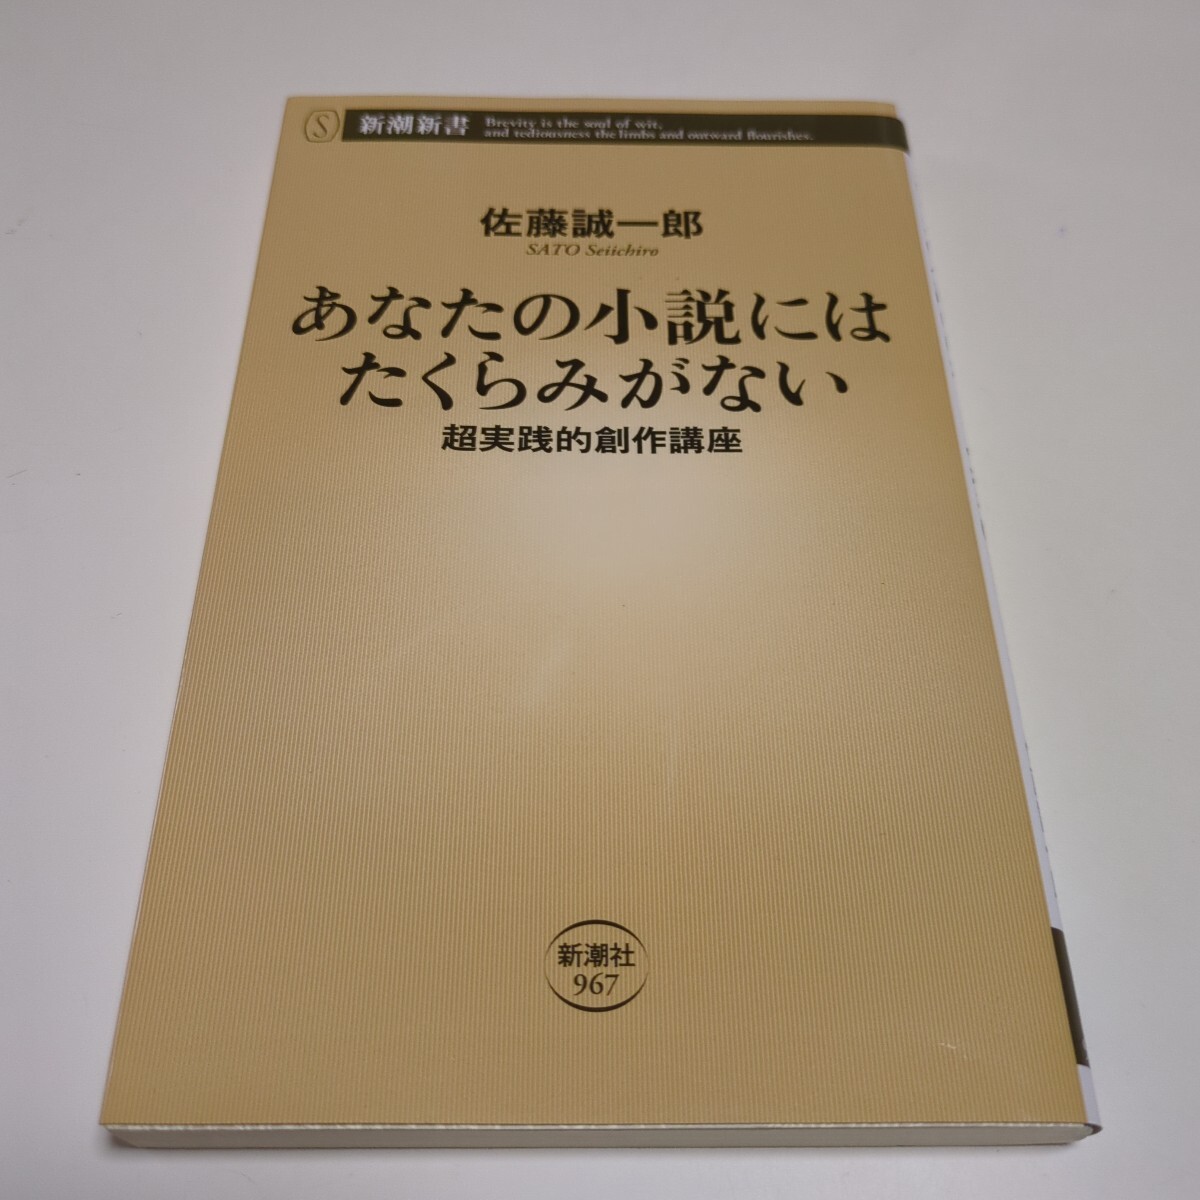 S
新潮新書
Brevity is the soul of wit,
and tediousness the limbs and outward flourishes.
佐藤誠一郎
SATO Seiichiro
あなたの小説には
たくらみがない
超実践的創作講座
新潮社
967